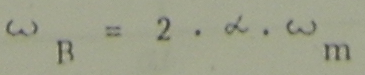 ω_B = 2 . α . ω_m